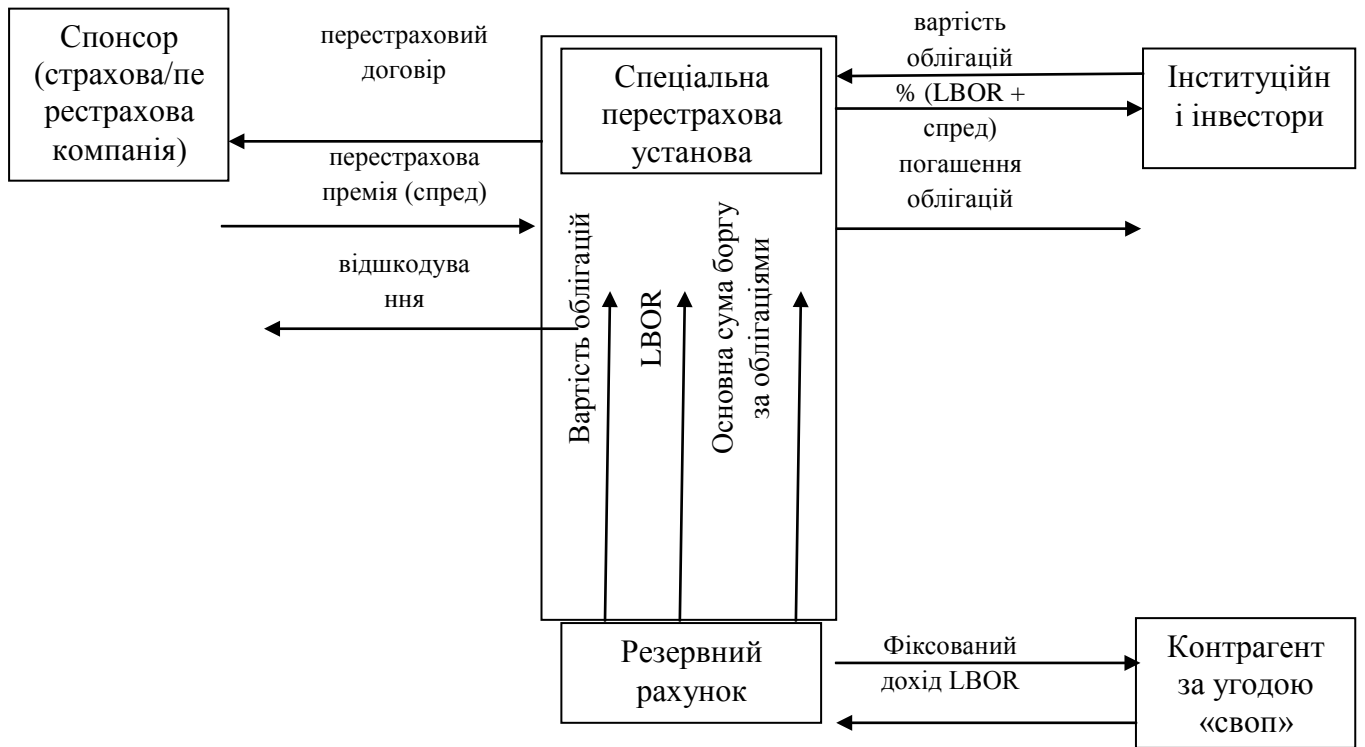 Спонсор
(страхова/пе
рестрахова
компанія)
перестраховий
договір
перестрахова
премія (спред)
відшкодува
ння
Спеціальна
перестрахова
установа
вартість
облігацій
% (LBOR +
спред)
погашення
облігацій
Інституційн
і інвестори
Вартість облігацій
LBOR
Основна сума боргу
за облігаціями
Резервний
рахунок
Фіксований
дохід LBOR
Контрагент
за угодою
«своп»